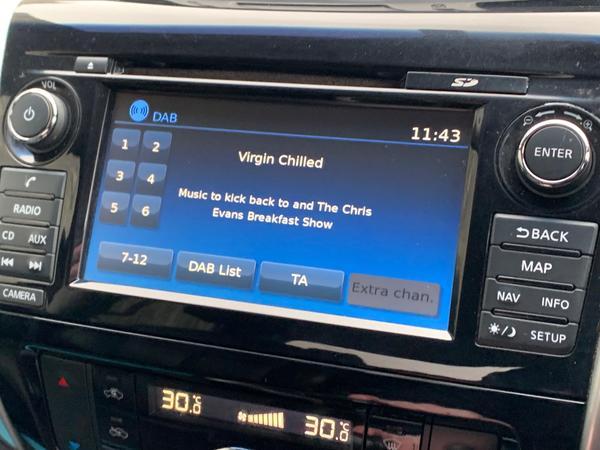 VOL
SD
DAB
11:43
1 2
3 4
5 6
Virgin Chilled
Music to kick back to and The Chris
Evans Breakfast Show
7-12
DAB List
TA
Extra chan.
RADIO
CD AUX
CAMERA
ENTER
BACK
MAP
NAV INFO
SETUP
30.0
30.0